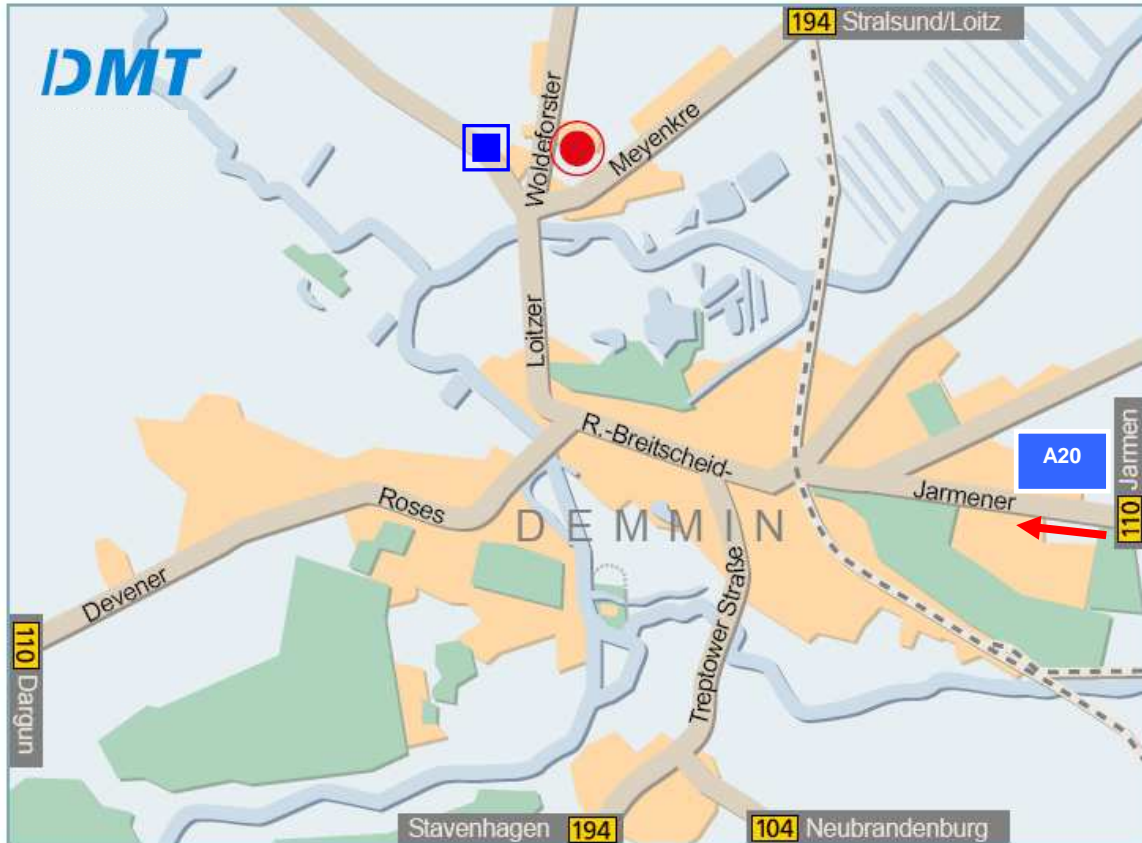 DMT
194 Stralsund/Loitz
Woldeforster
Meyenkre
Loitzer
R.-Breitscheid-
A20
Jarmen
110
Jarmener
Roses
DEMMIN
Devener
Treptower Straße
110
Dargun
Stavenhagen 194
104 Neubrandenburg